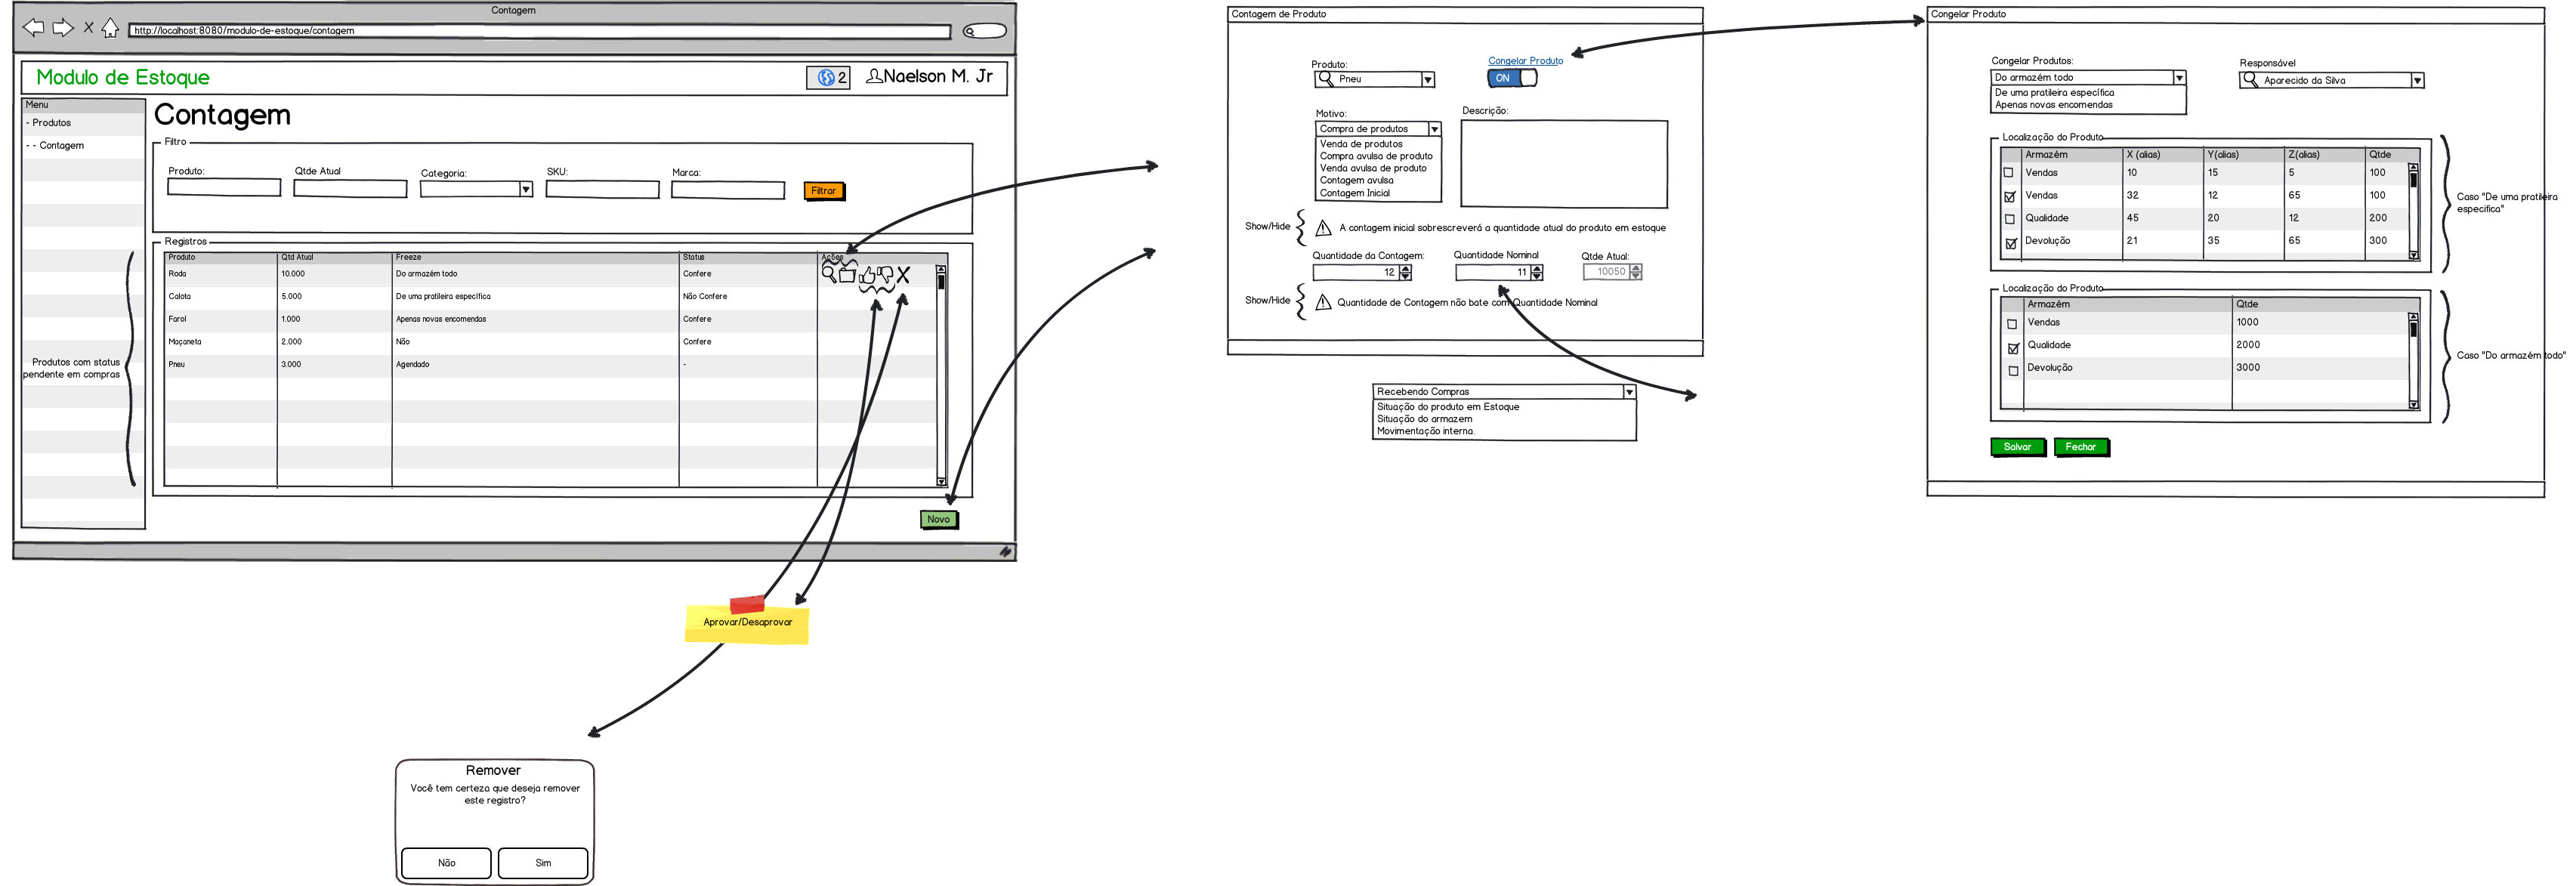 Contagem
http://localhost:8080/modulo-de-estoque/contagem
Modulo de Estoque
2
Naelson M. Jr
Menu
- Produtos
- - Contagem
Produtos com status
pendente em compras
Contagem
Filtro
Produto:
Qtde Atual
Categoria:
SKU:
Marca:
Filtrar
Registros
Produto Qtd Atual Freeze Status Ações
Roda 10.000 Do armazém todo Confere
Calota 5.000 De uma pratileira específica Não Confere
Farol 1.000 Apenas novas encomendas Confere
Maçaneta 2.000 Não Confere
Pneu 3.000 Agendado -
Novo
Aprovar/Desaprovar
Remover
Você tem certeza que deseja remover
este registro?
Não
Sim
Contagem de Produto
Produto:
Pneu
Congelar Produto
ON
Motivo:
Compra de produtos
Venda de produtos
Compra avulsa de produto
Venda avulsa de produto
Contagem avulsa
Contagem Inicial
Descrição:
Show/Hide
A contagem inicial sobrescreverá a quantidade atual do produto em estoque
Quantidade da Contagem:
12
Quantidade Nominal
11
Qtde Atual:
10050
Show/Hide
Quantidade de Contagem não bate com Quantidade Nominal
Recebendo Compras
Situação do produto em Estoque
Situação do armazem
Movimentação interna.
Congelar Produto
Congelar Produtos:
Do armazém todo
De uma pratileira específica
Apenas novas encomendas
Responsável
Aparecido da Silva
Localização do Produto
Armazém X (alias) Y(alias) Z(alias) Qtde
Vendas 10 15 5 100
Vendas 32 12 65 100
Qualidade 45 20 12 200
Devolução 21 35 65 300
Caso "De uma pratileira
especifica"
Localização do Produto
Armazém Qtde
Vendas 1000
Qualidade 2000
Devolução 3000
Caso "Do armazém todo"
Salvar
Fechar